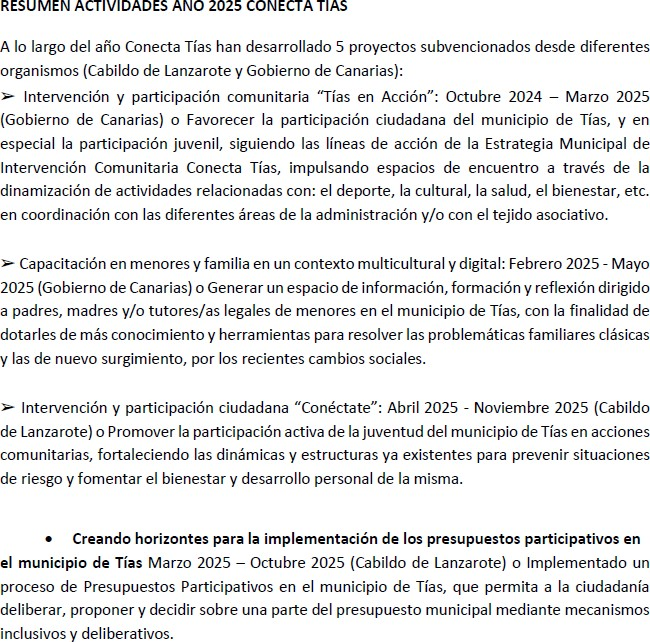 RESUMEN ACTIVIDADES AÑO 2025 CONECTA TÍAS
A lo largo del año Conecta Tías han desarrollado 5 proyectos subvencionados desde diferentes
organismos (Cabildo de Lanzarote y Gobierno de Canarias):
➢ Intervención y participación comunitaria “Tías en Acción”: Octubre 2024 – Marzo 2025
(Gobierno de Canarias) o Favorecer la participación ciudadana del municipio de Tías, y en
especial la participación juvenil, siguiendo las líneas de acción de la Estrategia Municipal de
Intervención Comunitaria Conecta Tías, impulsando espacios de encuentro a través de la
dinamización de actividades relacionadas con: el deporte, la cultural, la salud, el bienestar, etc.
en coordinación con las diferentes áreas de la administración y/o con el tejido asociativo.
➢ Capacitación en menores y familia en un contexto multicultural y digital: Febrero 2025 - Mayo
2025 (Gobierno de Canarias) o Generar un espacio de información, formación y reflexión dirigido
a padres, madres y/o tutores/as legales de menores en el municipio de Tías, con la finalidad de
dotarles de más conocimiento y herramientas para resolver las problemáticas familiares clásicas
y las de nuevo surgimiento, por los recientes cambios sociales.
➢ Intervención y participación ciudadana “Conéctate”: Abril 2025 - Noviembre 2025 (Cabildo
de Lanzarote) o Promover la participación activa de la juventud del municipio de Tías en acciones
comunitarias, fortaleciendo las dinámicas y estructuras ya existentes para prevenir situaciones
de riesgo y fomentar el bienestar y desarrollo personal de la misma.
• Creando horizontes para la implementación de los presupuestos participativos en
el municipio de Tías Marzo 2025 – Octubre 2025 (Cabildo de Lanzarote) o Implementado un
proceso de Presupuestos Participativos en el municipio de Tías, que permita a la ciudadanía
deliberar, proponer y decidir sobre una parte del presupuesto municipal mediante mecanismos
inclusivos y deliberativos.